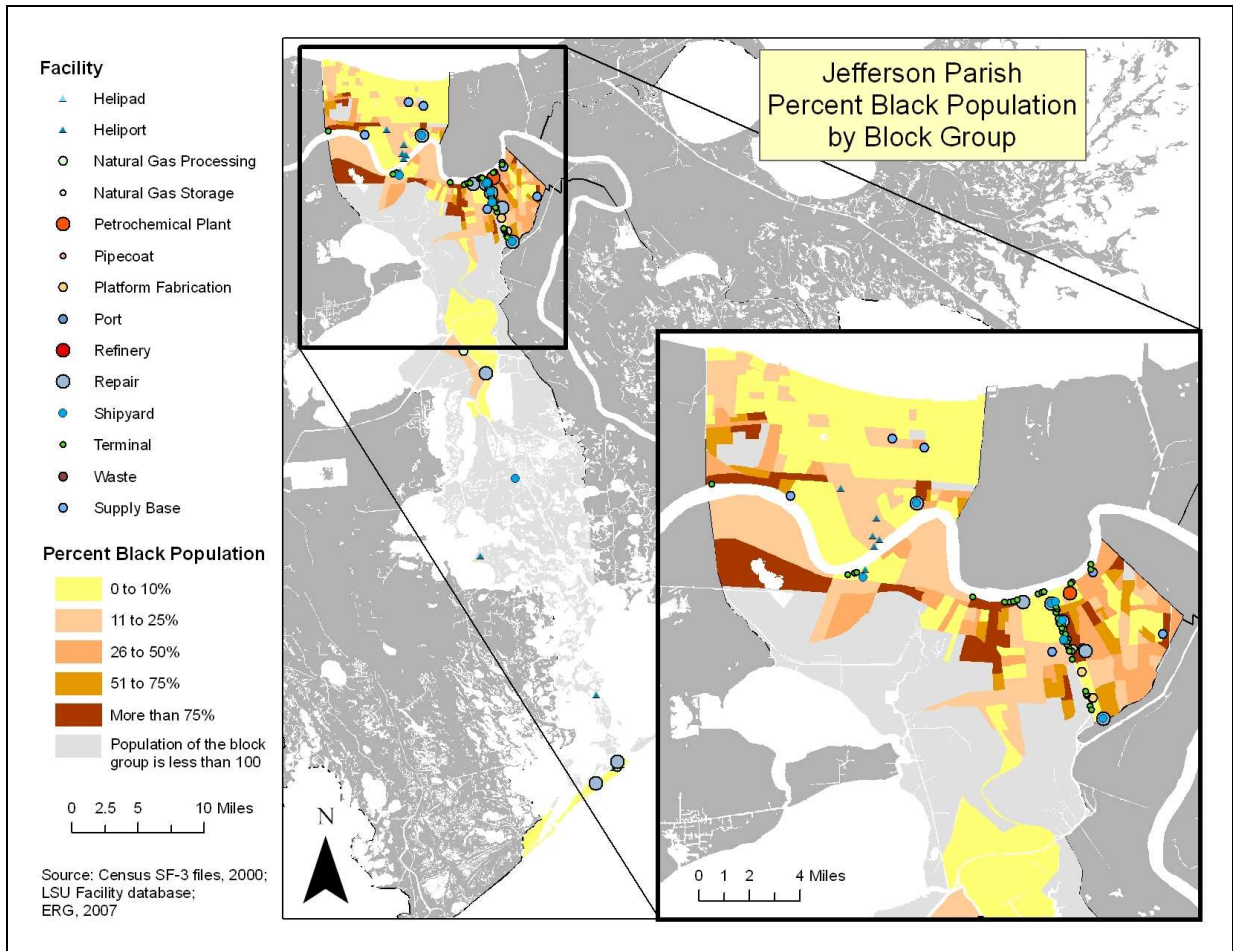 Jefferson Parish
Percent Black Population
by Block Group
Facility
Helipad
Heliport
Natural Gas Processing
Natural Gas Storage
Petrochemical Plant
Pipecoat
Platform Fabrication
Port
Refinery
Repair
Shipyard
Terminal
Waste
Supply Base
Percent Black Population
0 to 10%
11 to 25%
26 to 50%
51 to 75%
More than 75%
Population of the block
group is less than 100
0 2.5 5 10 Miles
N
Source: Census SF-3 files, 2000;
LSU Facility database;
ERG, 2007
0 1 2 4 Miles